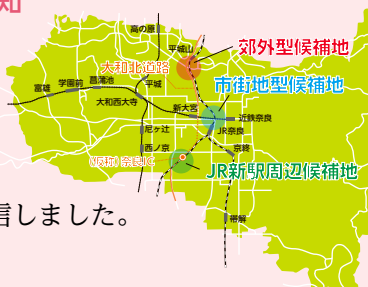 知
高の原
平城山
郊外型候補地
大和北道路
市街地型候補地
菖蒲池
学園前
富雄
平城
大和西大寺
新大宮
近鉄奈良
JR奈良
尼ヶ辻
西ノ京
京終
(仮称)奈良IC
JR新駅周辺候補地
帯解
信しました。